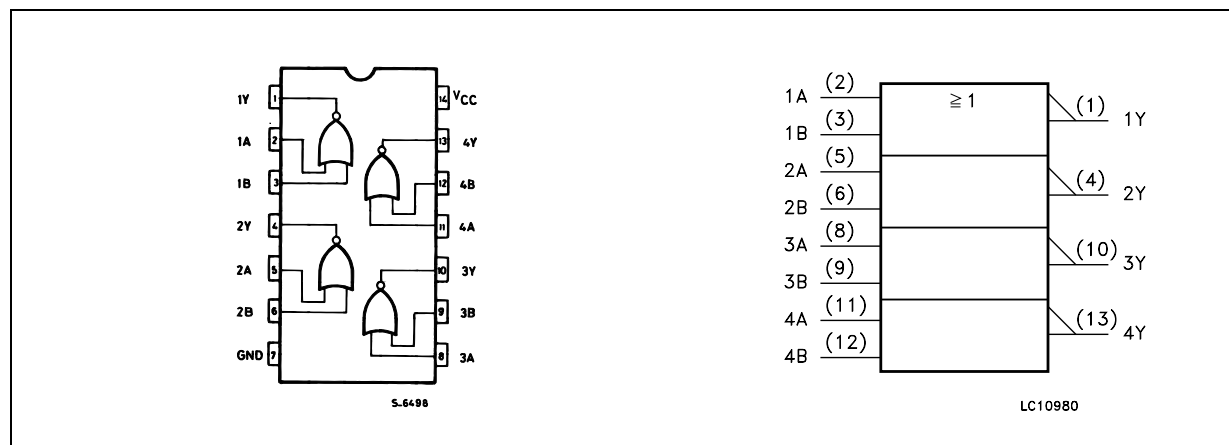 1Y 1 14 VCC
1A 2 13 4Y
1B 3 12 4B
2Y 4 11 4A
2A 5 10 3Y
2B 6 9 3B
GND 7 8 3A
S-6498
1A (2) ≧ 1 (1) 1Y
1B (3)
2A (5) (4) 2Y
2B (6)
3A (8) (10) 3Y
3B (9)
4A (11) (13) 4Y
4B (12)
LC10980